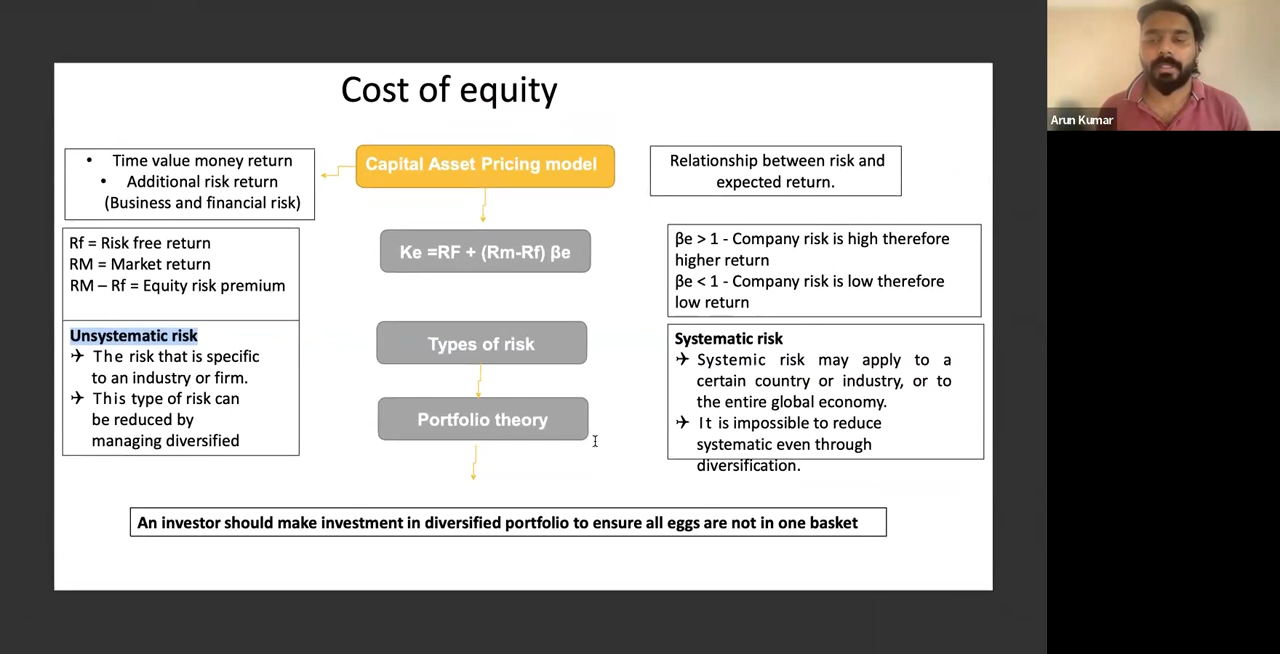 Cost of equity
• Time value money return
• Additional risk return
(Business and financial risk)
Capital Asset Pricing model
Relationship between risk and
expected return.
Rf = Risk free return
RM = Market return
RM – Rf = Equity risk premium
Ke =RF + (Rm-Rf) βe
βe > 1 - Company risk is high therefore
higher return
βe < 1 - Company risk is low therefore
low return
Unsystematic risk
✈ The risk that is specific
to an industry or firm.
✈ This type of risk can
be reduced by
managing diversified
Types of risk
Portfolio theory
Systematic risk
✈ Systemic risk may apply to a
certain country or industry, or to
the entire global economy.
✈ It is impossible to reduce
systematic even through
diversification.
An investor should make investment in diversified portfolio to ensure all eggs are not in one basket
Arun Kumar